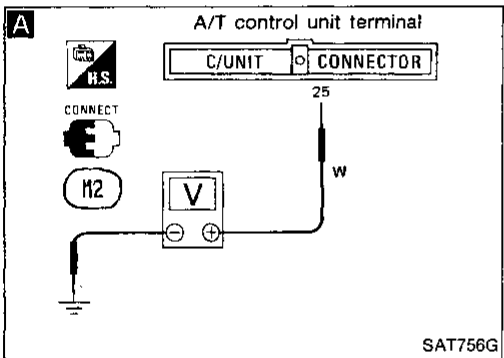 A
A/T control unit terminal
H.S.
C/UNIT
CONNECTOR
25
CONNECT
W
M2
V
SAT756G